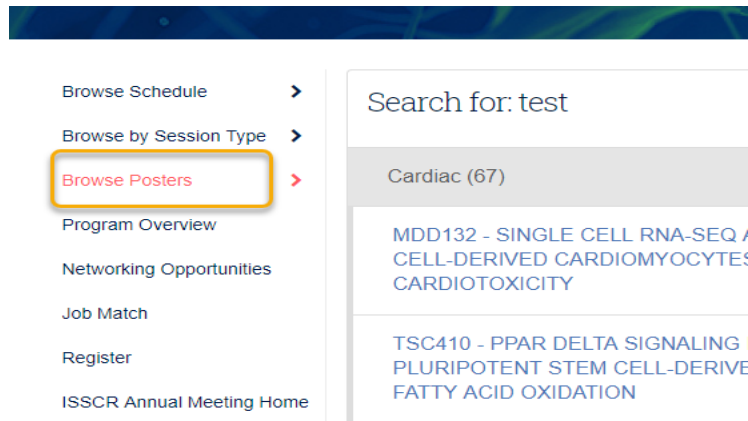 Browse Schedule
Browse by Session Type
Browse Posters
Program Overview
Networking Opportunities
Job Match
Register
ISSCR Annual Meeting Home
Search for: test
Cardiac (67)
MDD132 - SINGLE CELL RNA-SEQ
CELL-DERIVED CARDIOMYOCYTES
CARDIOTOXICITY
TSC410 - PPAR DELTA SIGNALING
PLURIPOTENT STEM CELL-DERIVE
FATTY ACID OXIDATION